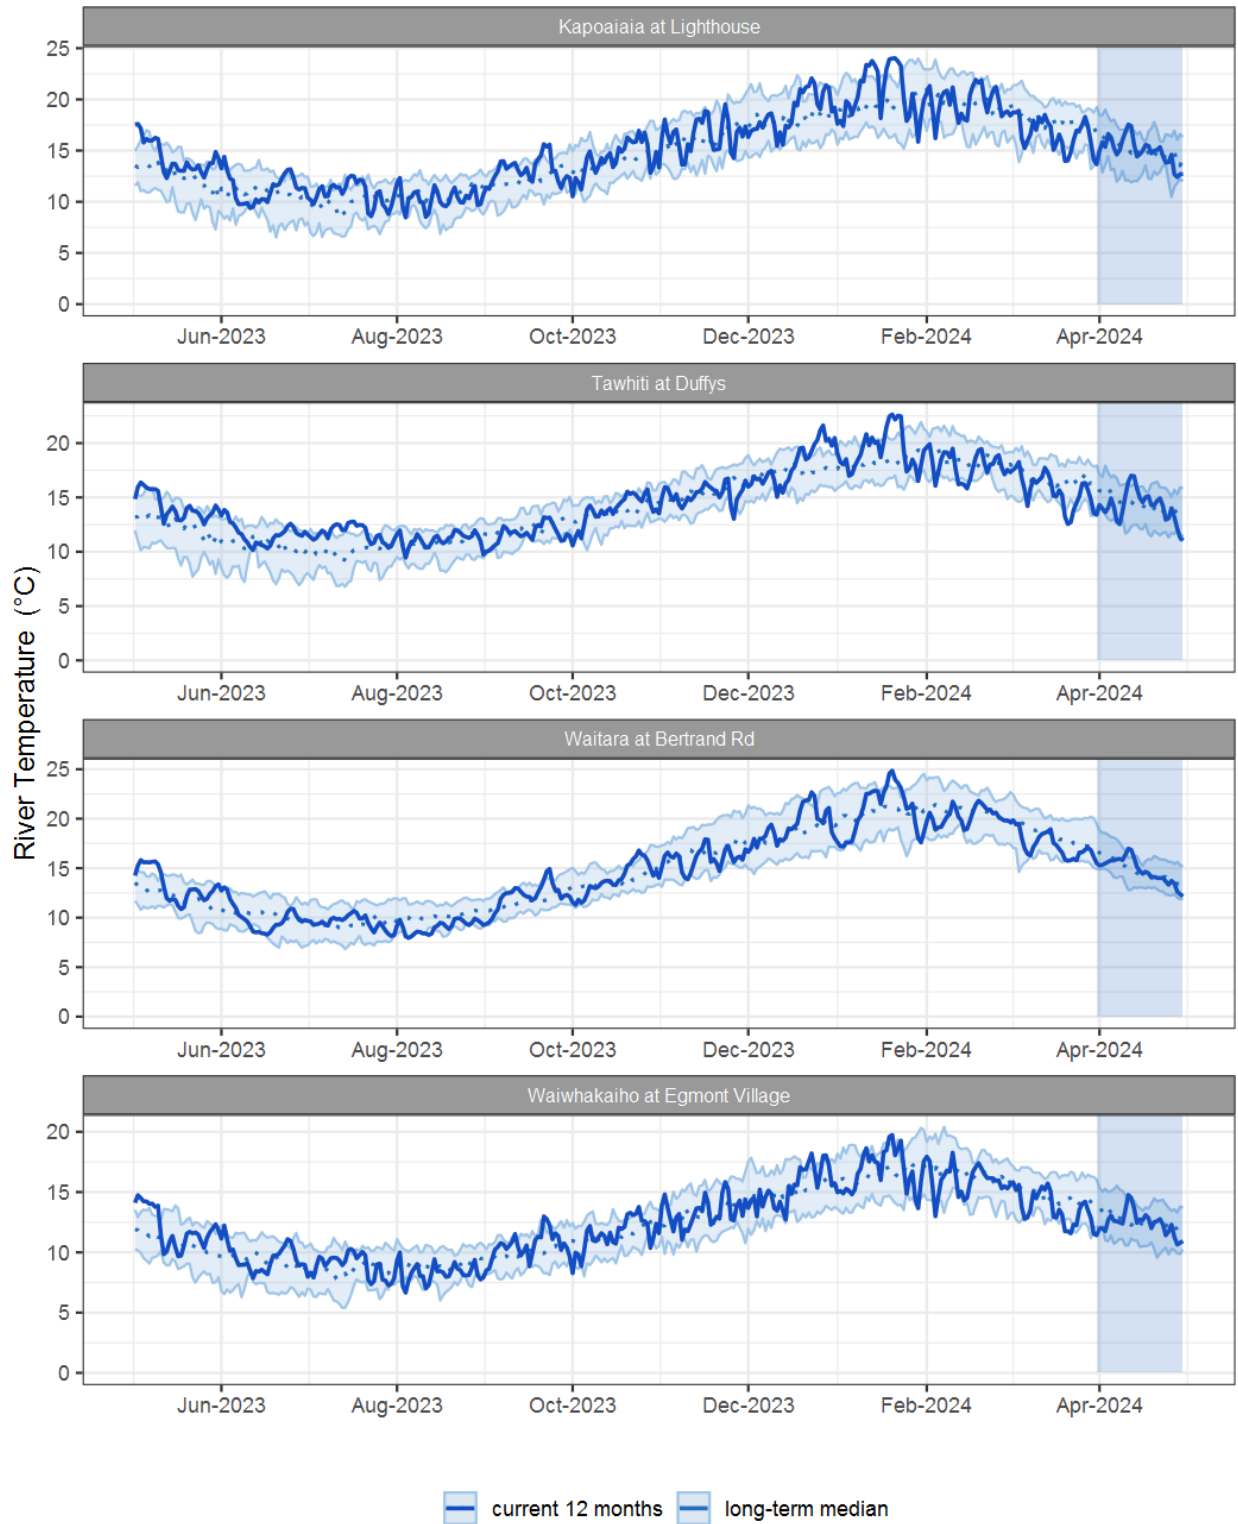 Kapoaiaia at Lighthouse
25
20
15
10
5
0
Jun-2023 Aug-2023 Oct-2023 Dec-2023 Feb-2024 Apr-2024
Tawhiti at Duffys
20
15
10
5
0
Jun-2023 Aug-2023 Oct-2023 Dec-2023 Feb-2024 Apr-2024
River Temperature (°C)
Waitara at Bertrand Rd
25
20
15
10
5
0
Jun-2023 Aug-2023 Oct-2023 Dec-2023 Feb-2024 Apr-2024
Waiwhakaiho at Egmont Village
20
15
10
5
0
Jun-2023 Aug-2023 Oct-2023 Dec-2023 Feb-2024 Apr-2024
current 12 months long-term median